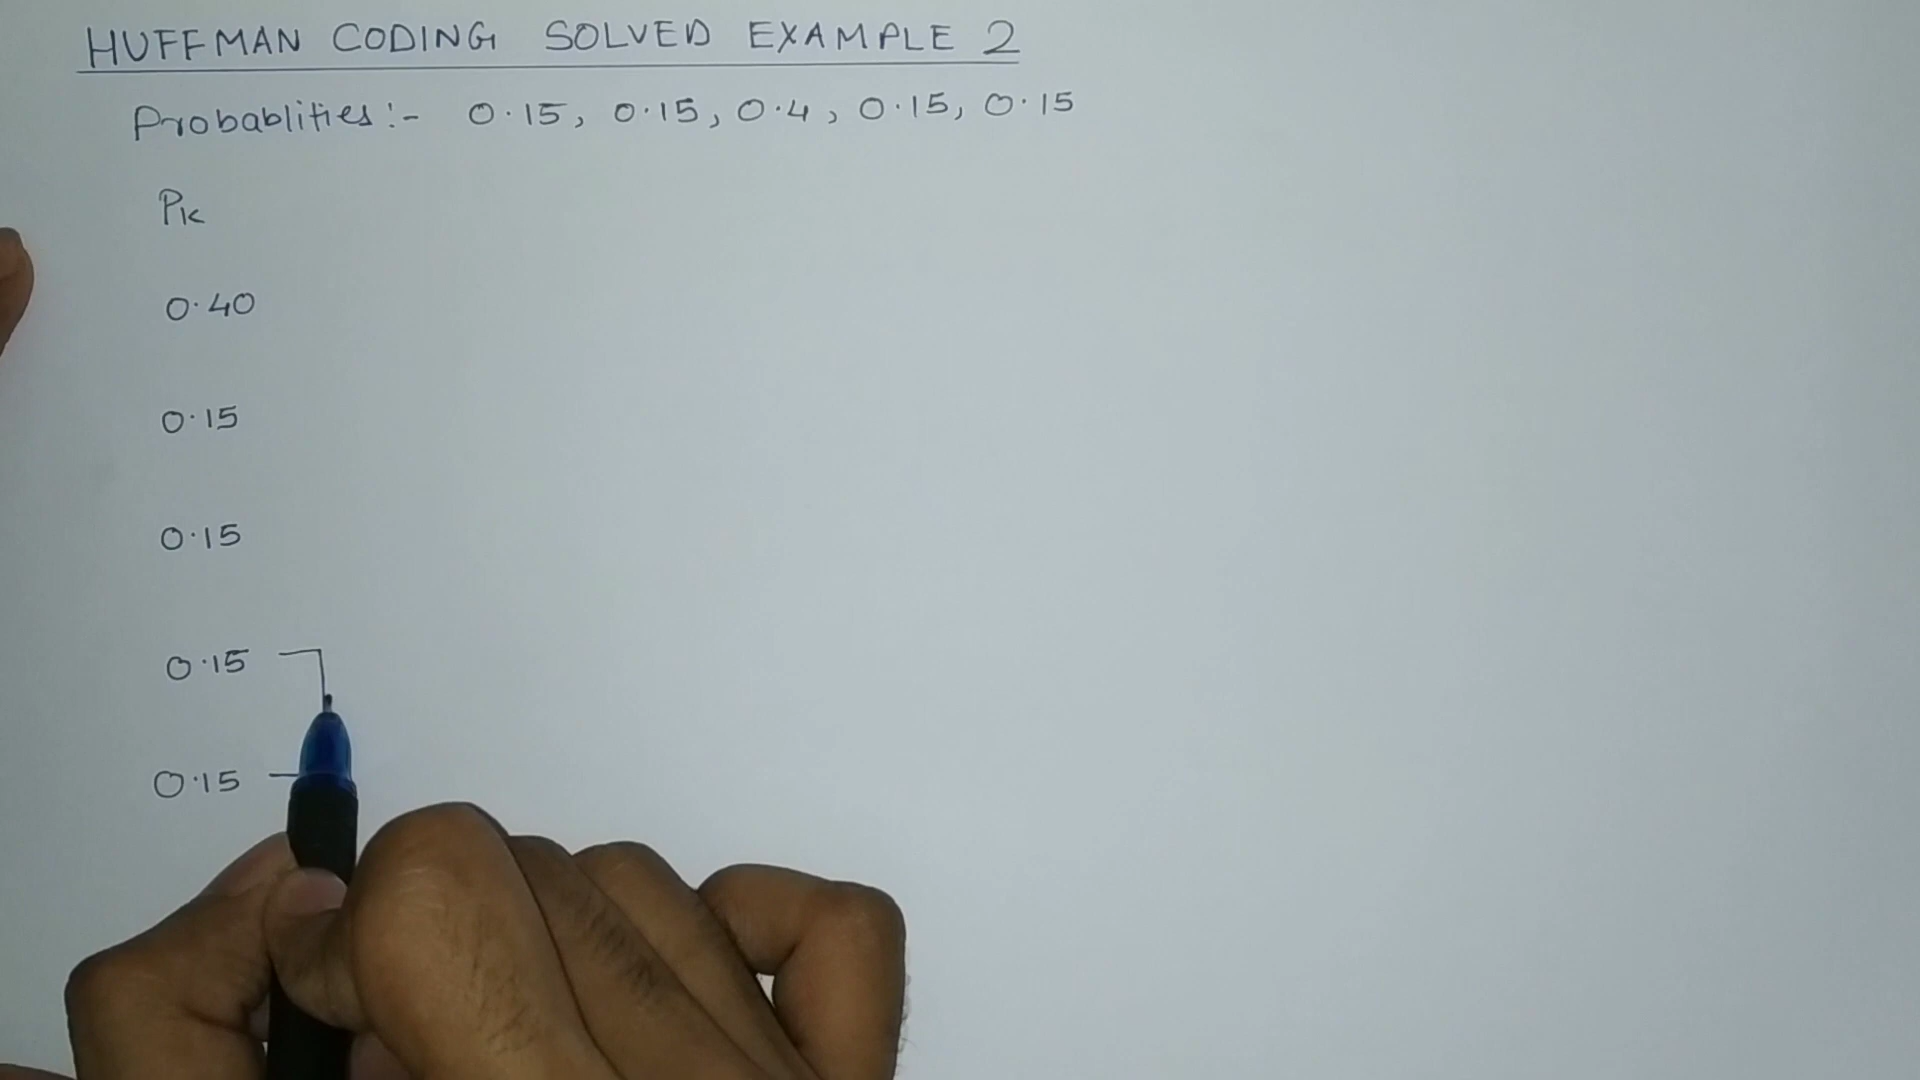 HUFFMAN CODING SOLVED EXAMPLE 2
Probablities:- 0.15, 0.15, 0.4, 0.15, 0.15
Pk
0.40
0.15
0.15
0.15
0.15